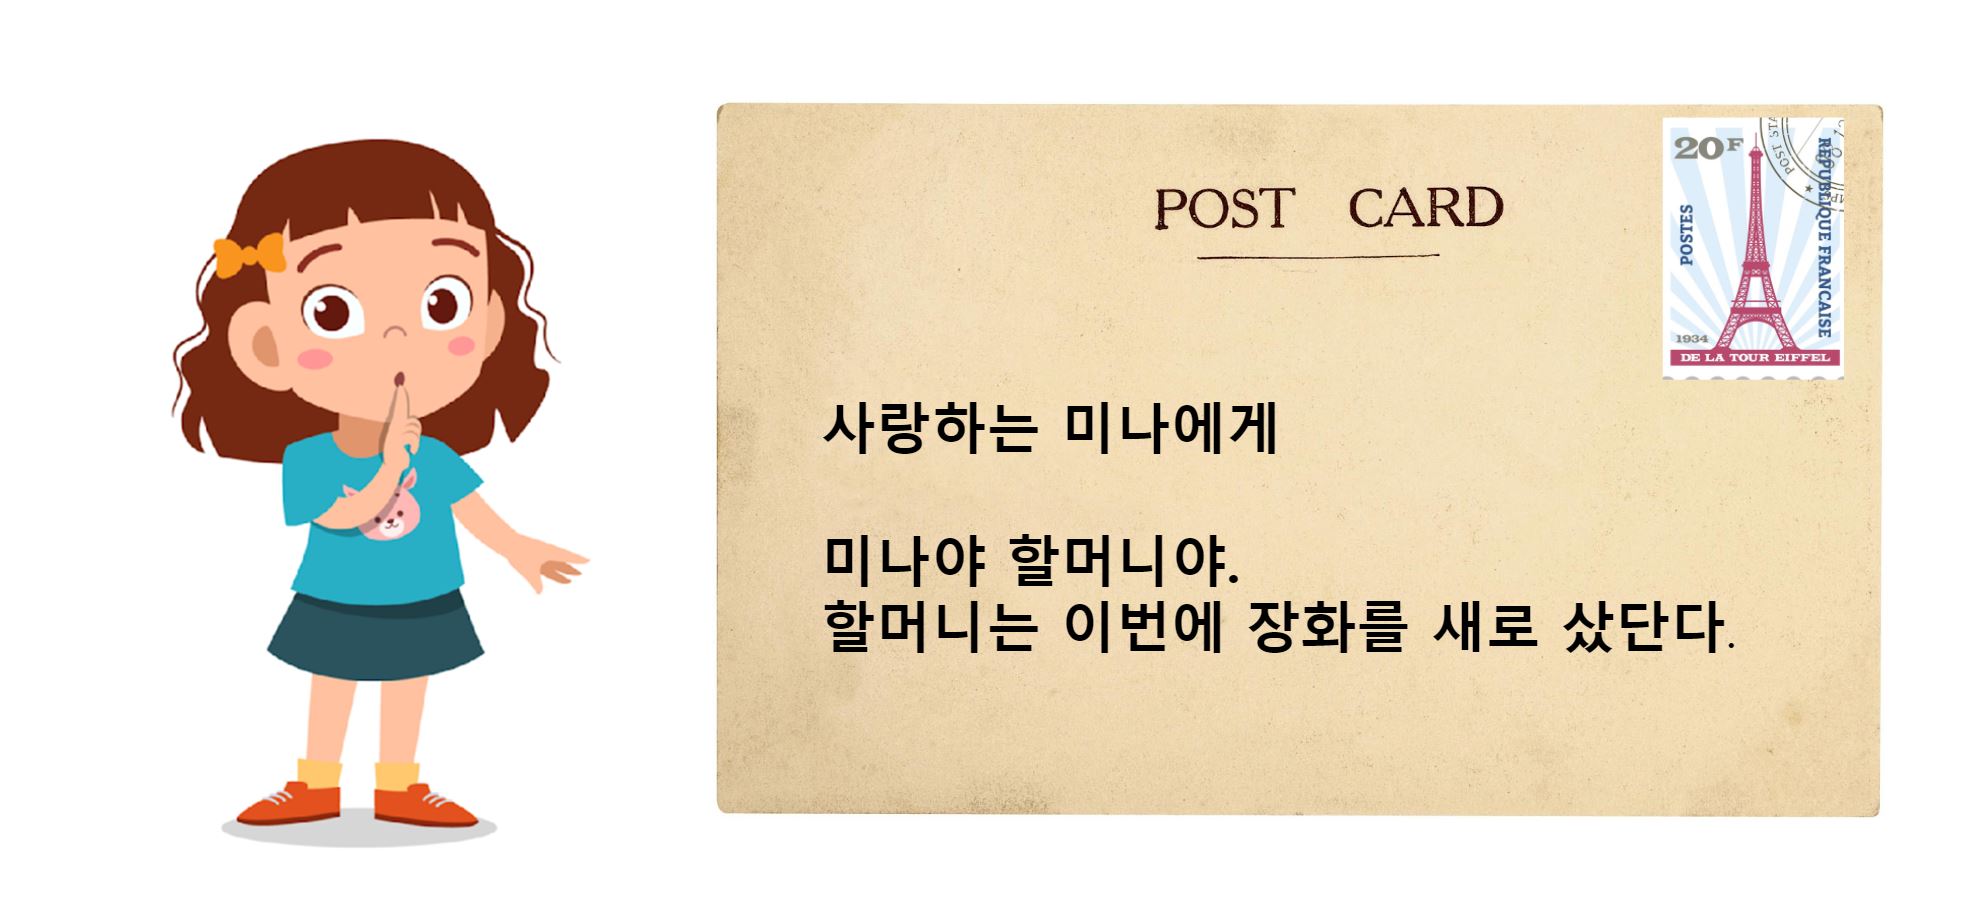 POST CARD
20F
POSTES
REPUBLIQUE FRANCAISE
1934
DE LA TOUR EIFFEL
사랑하는 미나에게
미나야 할머니야.
할머니는 이번에 장화를 새로 샀단다.